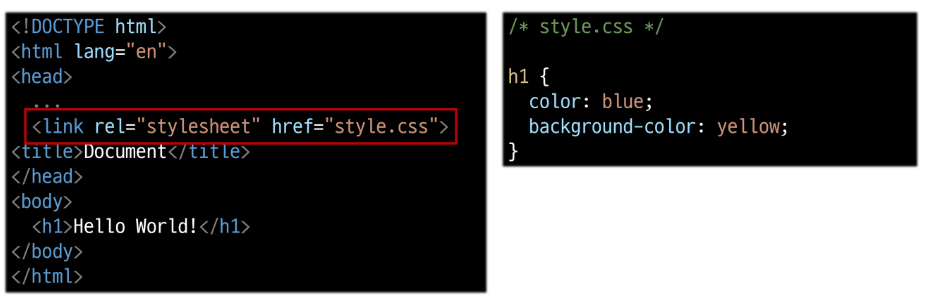 <!DOCTYPE html>
<html lang="en">
<head>
  ...
  <link rel="stylesheet" href="style.css">
<title>Document</title>
</head>
<body>
  <h1>Hello World!</h1>
</body>
</html>
/* style.css */
h1 {
  color: blue;
  background-color: yellow;
}